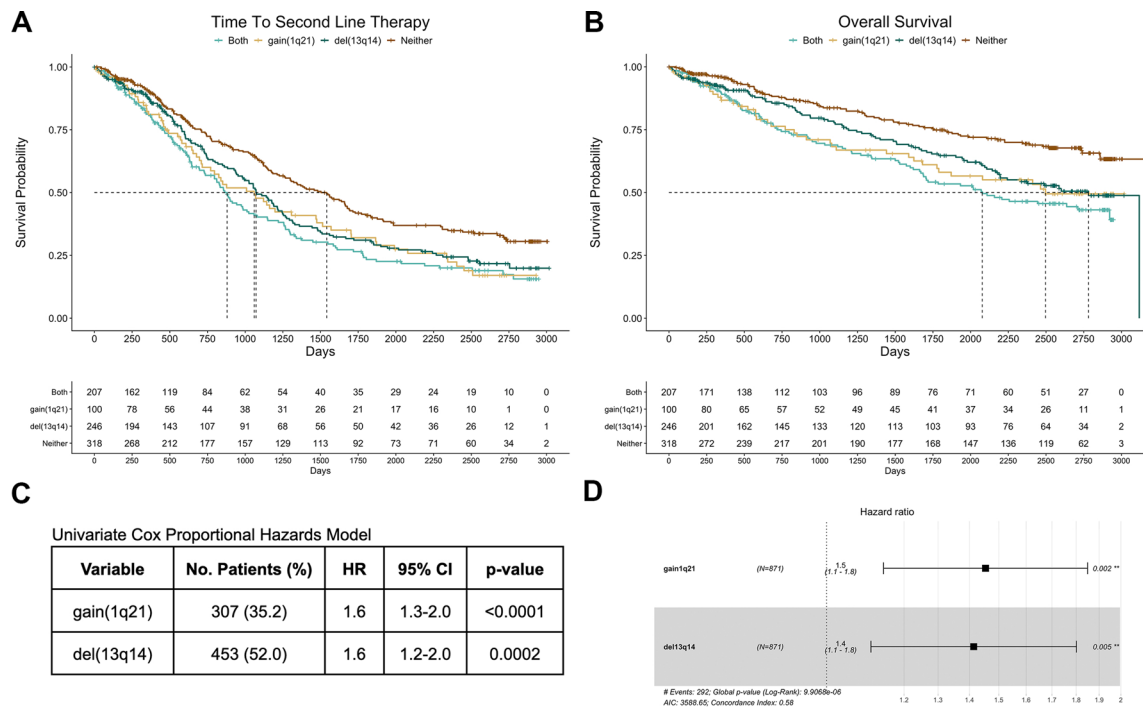 A
Time To Second Line Therapy
Both gain(1q21) del(13q14) Neither
Survival Probability
1.00
0.75
0.50
0.25
0.00
0 250 500 750 1000 1250 1500 1750 2000 2250 2500 2750 3000
Days
Both 207 162 119 84 62 54 40 35 29 24 19 10 0
gain(1q21) 100 78 56 44 38 31 26 21 17 16 10 1 0
del(13q14) 246 194 143 107 91 68 56 50 42 36 26 12 1
Neither 318 268 212 177 157 129 113 92 73 71 60 34 2
0 250 500 750 1000 1250 1500 1750 2000 2250 2500 2750 3000
Days
B
Overall Survival
Both gain(1q21) del(13q14) Neither
Survival Probability
1.00
0.75
0.50
0.25
0.00
0 250 500 750 1000 1250 1500 1750 2000 2250 2500 2750 3000
Days
Both 207 171 138 112 103 96 89 76 71 60 51 27 0
gain(1q21) 100 80 65 57 52 49 45 41 37 34 26 11 1
del(13q14) 246 201 162 145 133 120 113 103 93 76 64 34 2
Neither 318 272 239 217 201 190 177 168 147 136 119 62 3
0 250 500 750 1000 1250 1500 1750 2000 2250 2500 2750 3000
Days
C
Univariate Cox Proportional Hazards Model
Variable No. Patients (%) HR 95% CI p-value
gain(1q21) 307 (35.2) 1.6 1.3-2.0 <0.0001
del(13q14) 453 (52.0) 1.6 1.2-2.0 0.0002
D
Hazard ratio
gain1q21 (N=871) 1.5 0.002 **
(1.1 - 1.8)
del13q14 (N=871) 1.4 0.005 **
(1.1 - 1.8)
# Events: 292; Global p-value (Log-Rank): 9.9068e-06
AIC: 3588.65; Concordance Index: 0.58
1.2 1.3 1.4 1.5 1.6 1.7 1.8 1.9 2